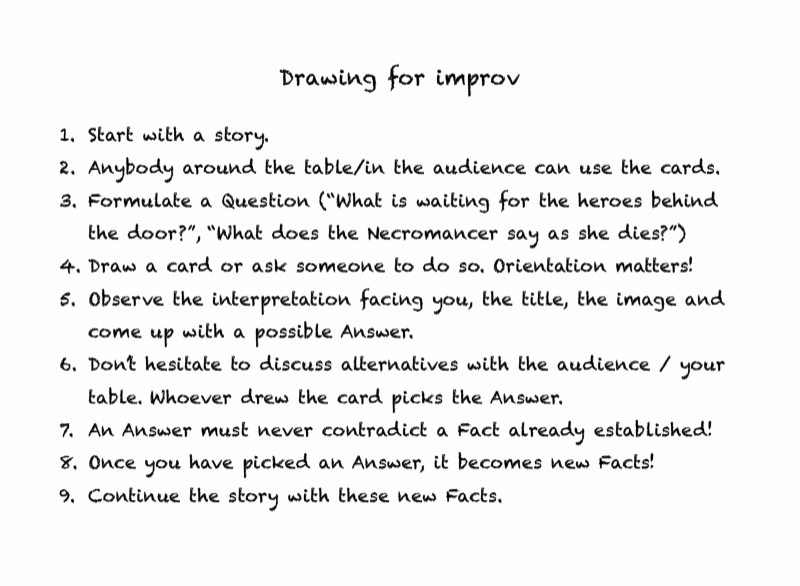 Drawing for improv
1. Start with a story.
2. Anybody around the table/in the audience can use the cards.
3. Formulate a Question (“What is waiting for the heroes behind
the door?”, “What does the Necromancer say as she dies?”)
4. Draw a card or ask someone to do so. Orientation matters!
5. Observe the interpretation facing you, the title, the image and
come up with a possible Answer.
6. Don't hesitate to discuss alternatives with the audience / your
table. Whoever drew the card picks the Answer.
7. An Answer must never contradict a Fact already established!
8. Once you have picked an Answer, it becomes new Facts!
9. Continue the story with these new Facts.